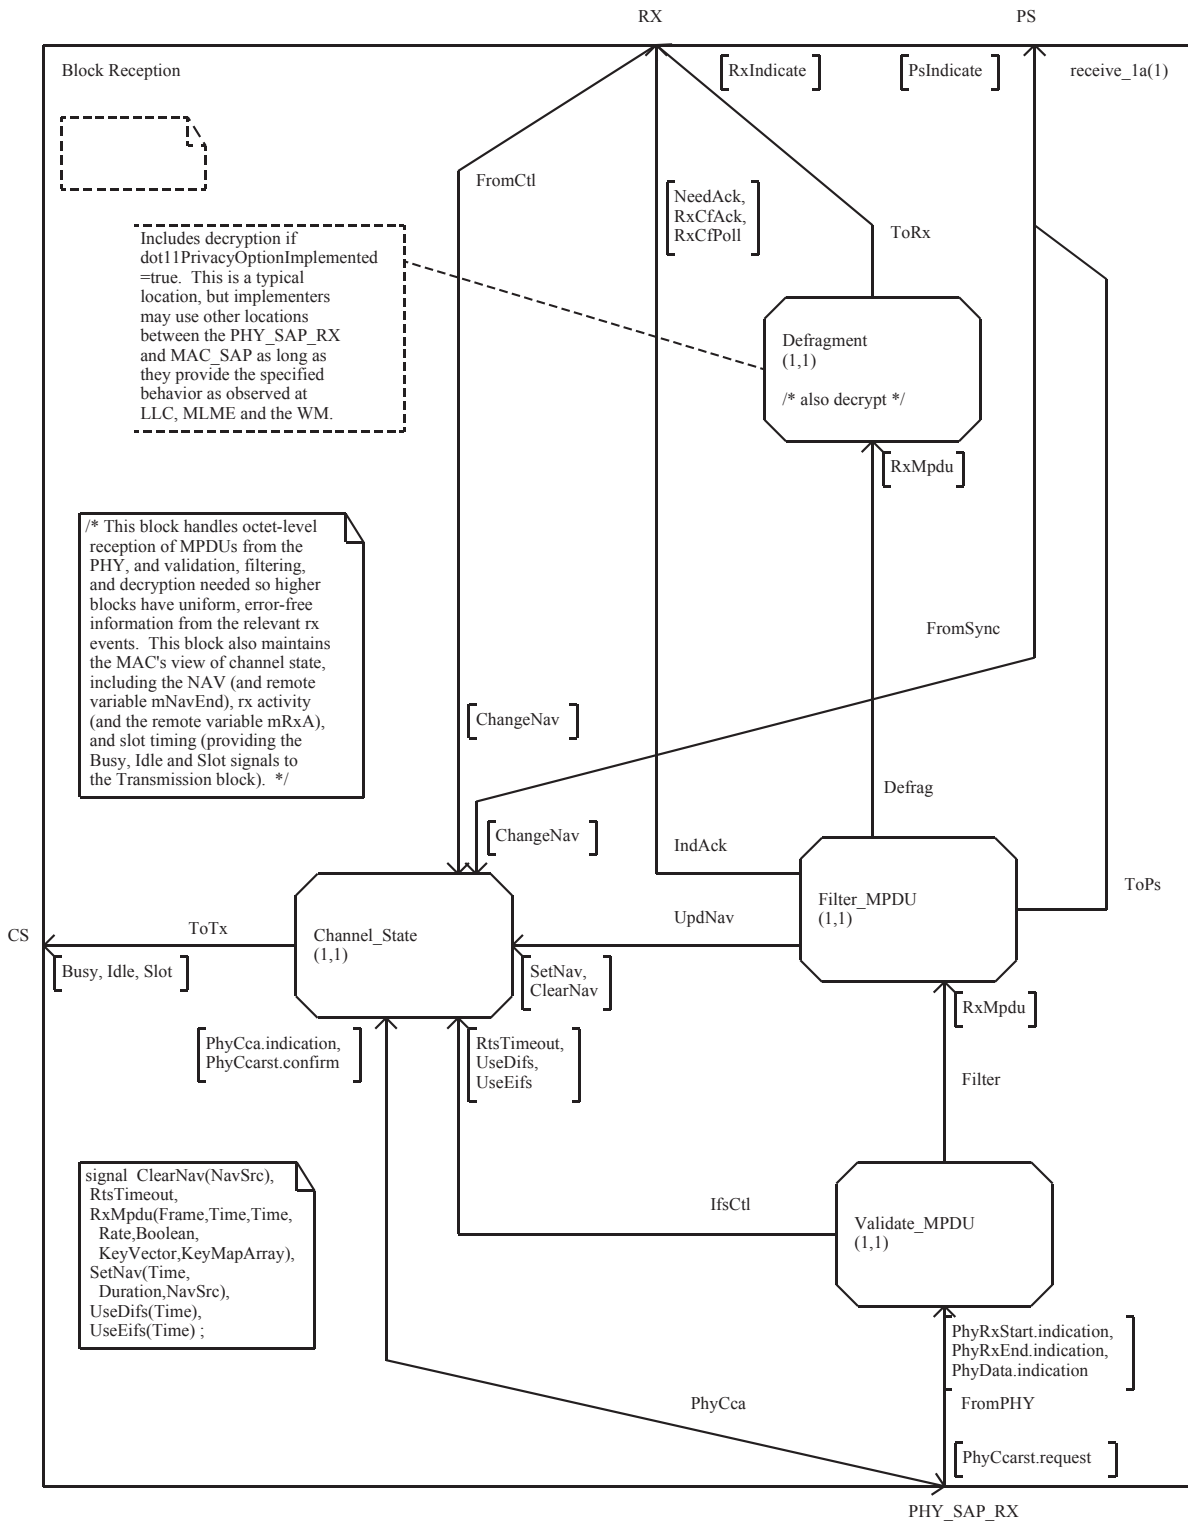 RX
PS
Block Reception
RxIndicate
PsIndicate
receive_1a(1)
FromCtl
NeedAck,
RxCfAck,
RxCfPoll
ToRx
Includes decryption if
dot11PrivacyOptionImplemented
=true. This is a typical
location, but implementers
may use other locations
between the PHY_SAP_RX
and MAC_SAP as long as
they provide the specified
behavior as observed at
LLC, MLME and the WM.
Defragment
(1,1)
/* also decrypt */
RxMpdu
/* This block handles octet-level
reception of MPDUs from the
PHY, and validation, filtering,
and decryption needed so higher
blocks have uniform, error-free
information from the relevant rx
events. This block also maintains
the MAC's view of channel state,
including the NAV (and remote
variable mNavEnd), rx activity
(and the remote variable mRxA),
and slot timing (providing the
Busy, Idle and Slot signals to
the Transmission block). */
FromSync
ChangeNav
Defrag
ChangeNav
IndAck
ToPs
Filter_MPDU
(1,1)
UpdNav
CS
ToTx
Channel_State
(1,1)
Busy, Idle, Slot
SetNav,
ClearNav
RxMpdu
PhyCca.indication,
PhyCcarst.confirm
RtsTimeout,
UseDifs,
UseEifs
Filter
signal ClearNav(NavSrc),
RtsTimeout,
RxMpdu(Frame,Time,Time,
Rate,Boolean,
KeyVector,KeyMapArray),
SetNav(Time,
Duration,NavSrc),
UseDifs(Time),
UseEifs(Time) ;
IfsCtl
Validate_MPDU
(1,1)
PhyRxStart.indication,
PhyRxEnd.indication,
PhyData.indication
PhyCca
FromPHY
PhyCcarst.request
PHY_SAP_RX